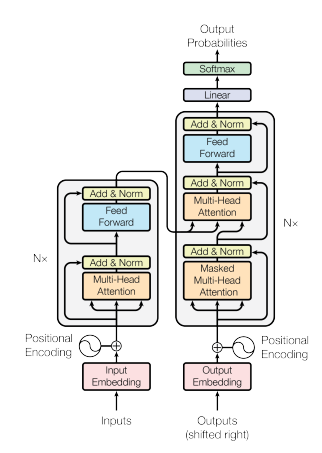 Output
Probabilities
Softmax
Linear
Add & Norm
Feed
Forward
Add & Norm
Multi-Head
Attention
Add & Norm
Masked
Multi-Head
Attention
N×
Positional
Encoding
Output
Embedding
Outputs
(shifted right)
Add & Norm
Feed
Forward
Add & Norm
Multi-Head
Attention
N×
Positional
Encoding
Input
Embedding
Inputs